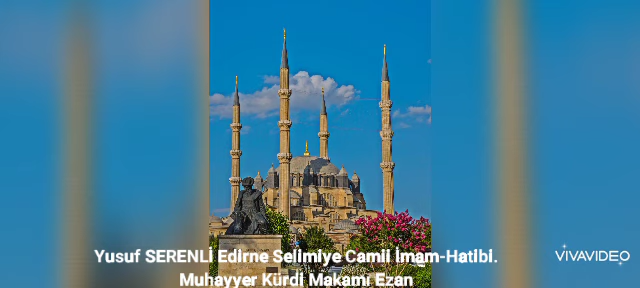 Yusuf SERENLİ Edirne Selimiye Camii İmam-Hatibi.
Muhayyer Kürdi Makamı Ezan
VIVAVIDEO